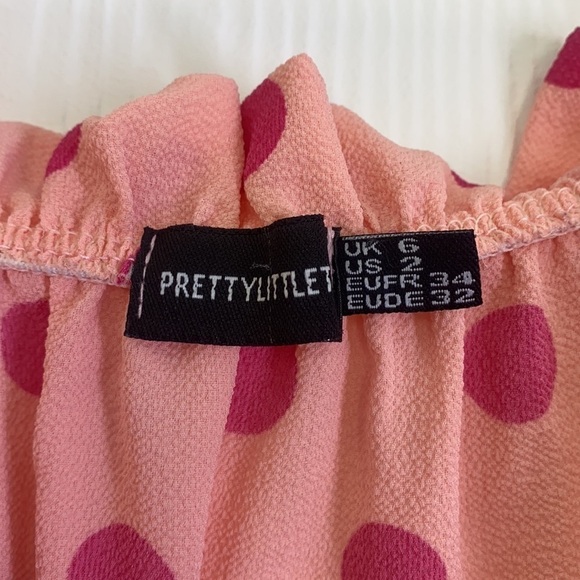 PRETTYLITTLET
UK 6
US 2
EUFR 34
EUDE 32